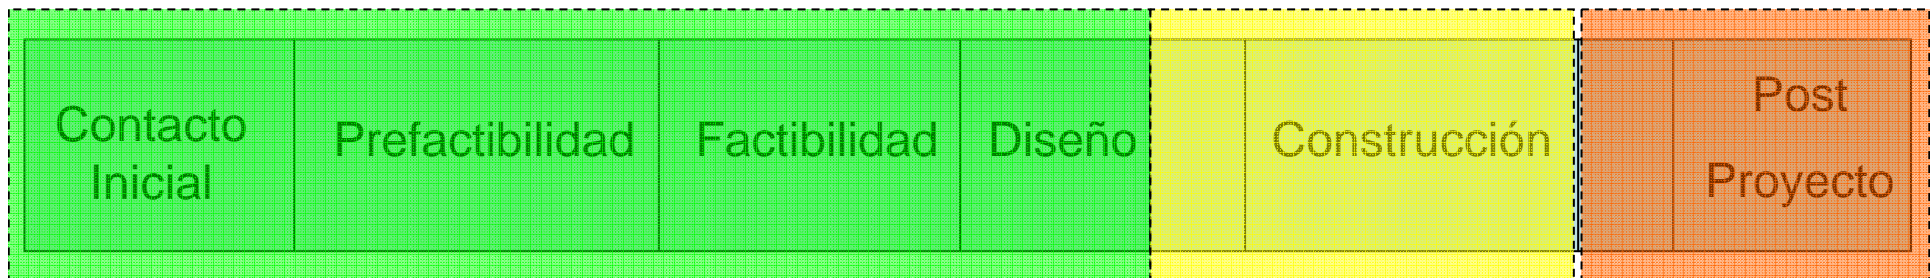 Contacto
Inicial
Prefactibilidad
Factibilidad
Diseño
Construcción
Post
Proyecto